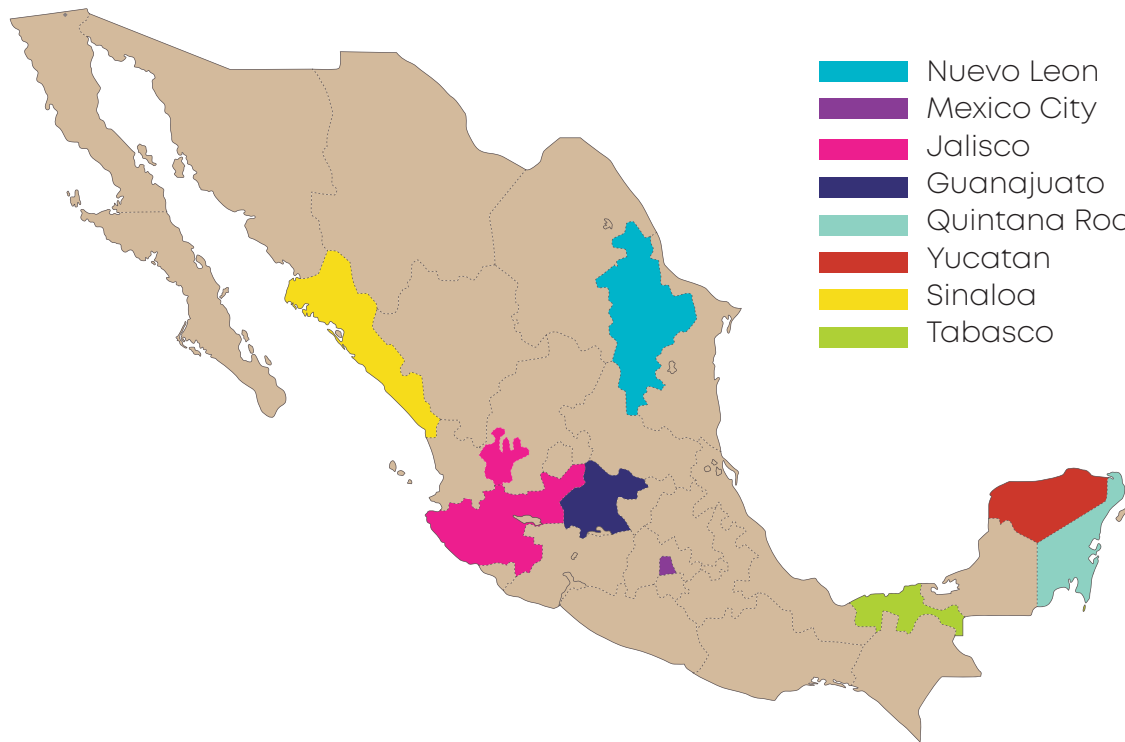 Nuevo Leon
Mexico City
Jalisco
Guanajuato
Quintana Roo
Yucatan
Sinaloa
Tabasco